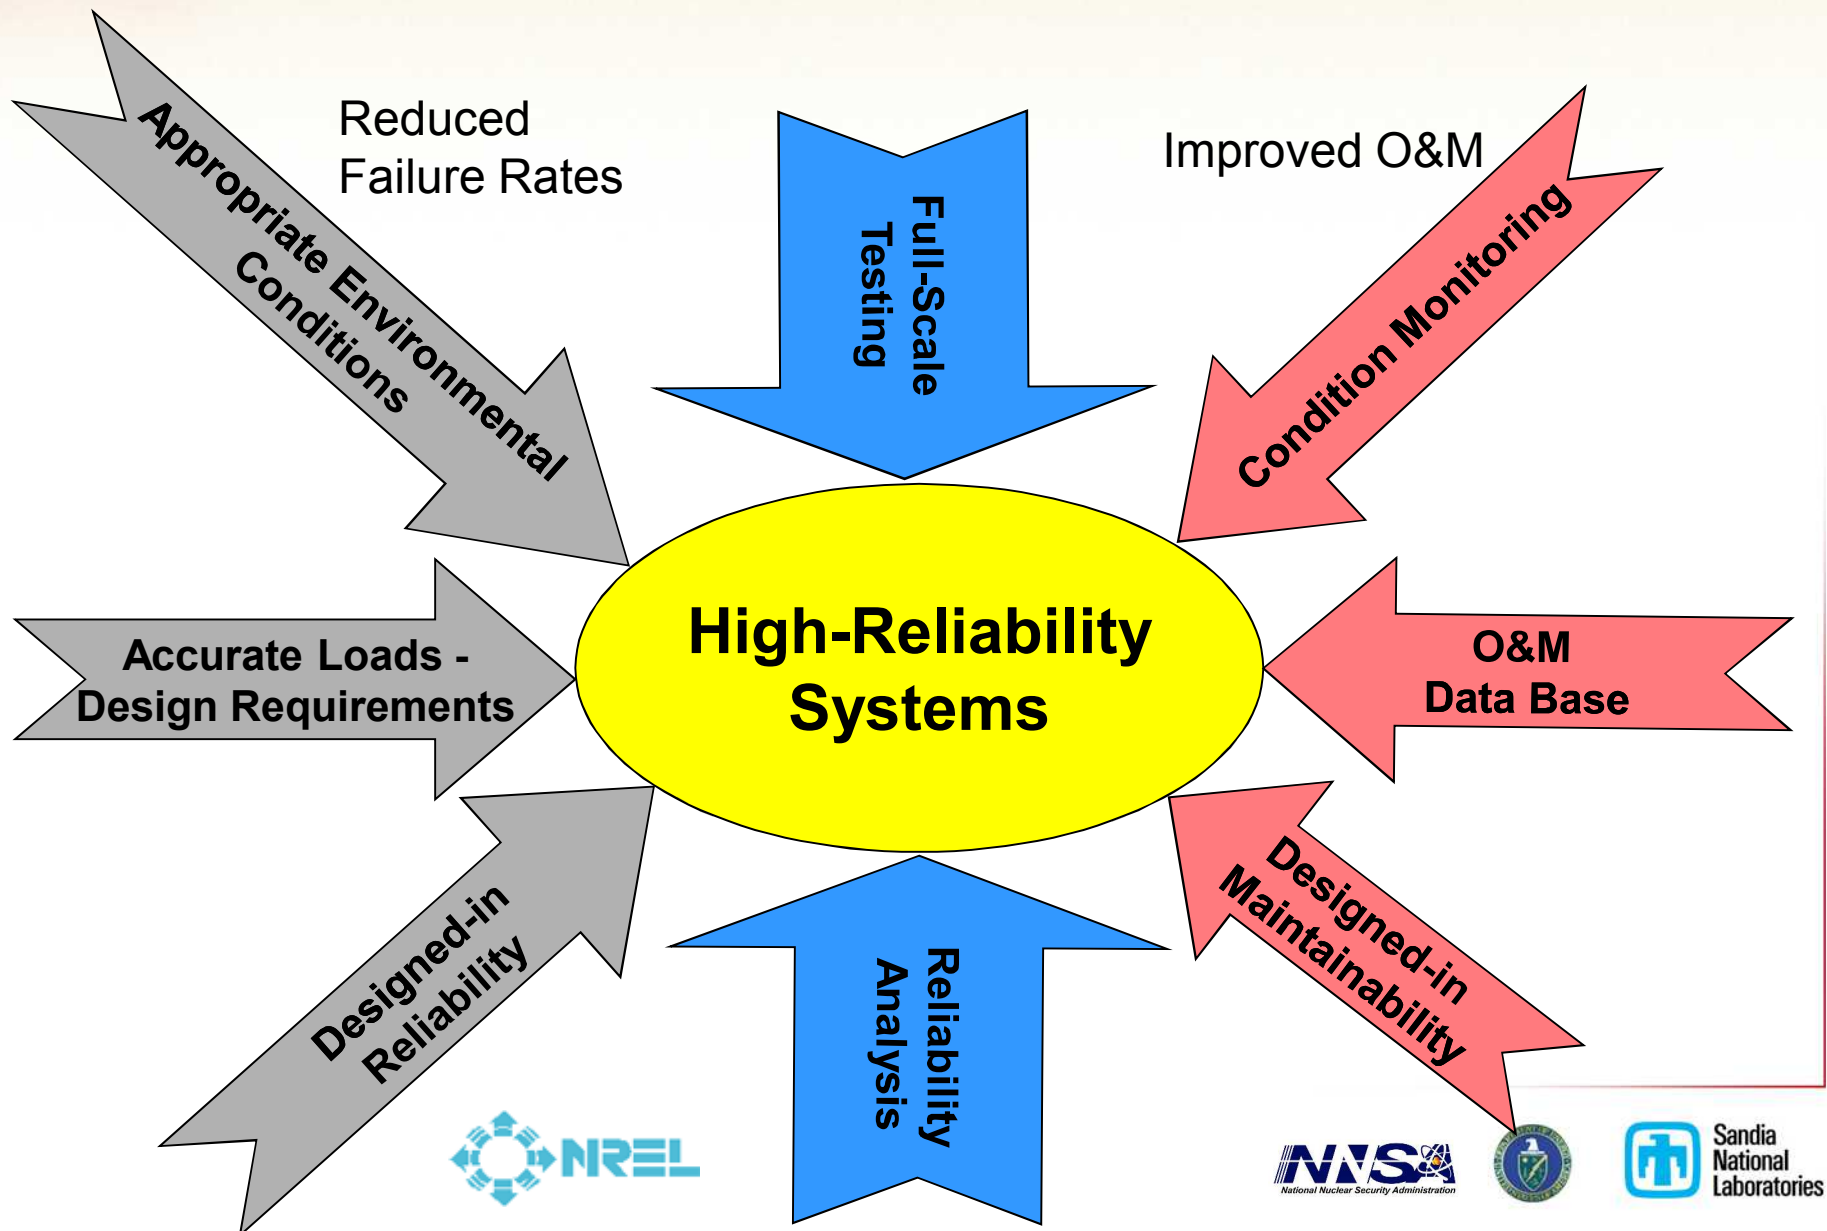 Reduced
Failure Rates
Improved O&M
Appropriate Environmental
Conditions
Full-Scale
Testing
Condition Monitoring
High-Reliability
Systems
Accurate Loads -
Design Requirements
O&M
Data Base
Designed-in
Reliability
Reliability
Analysis
Designed-in
Maintainability
NREL
NNSA
National Nuclear Security Administration
Sandia
National
Laboratories